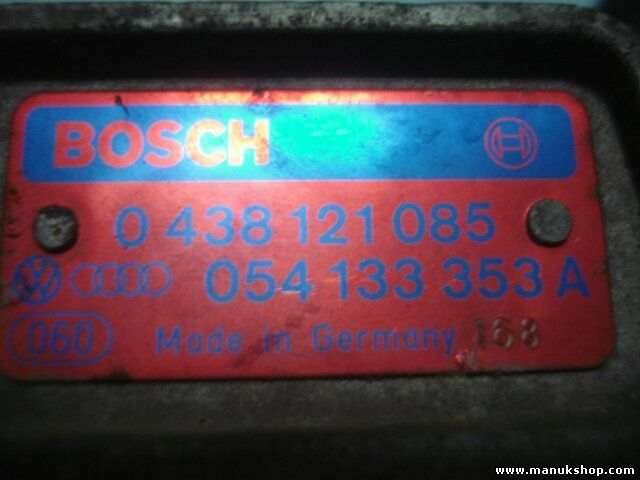 BOSCH
0 438 121 085
054 133 353 A
060 Made in Germany 168
www.manukshop.com